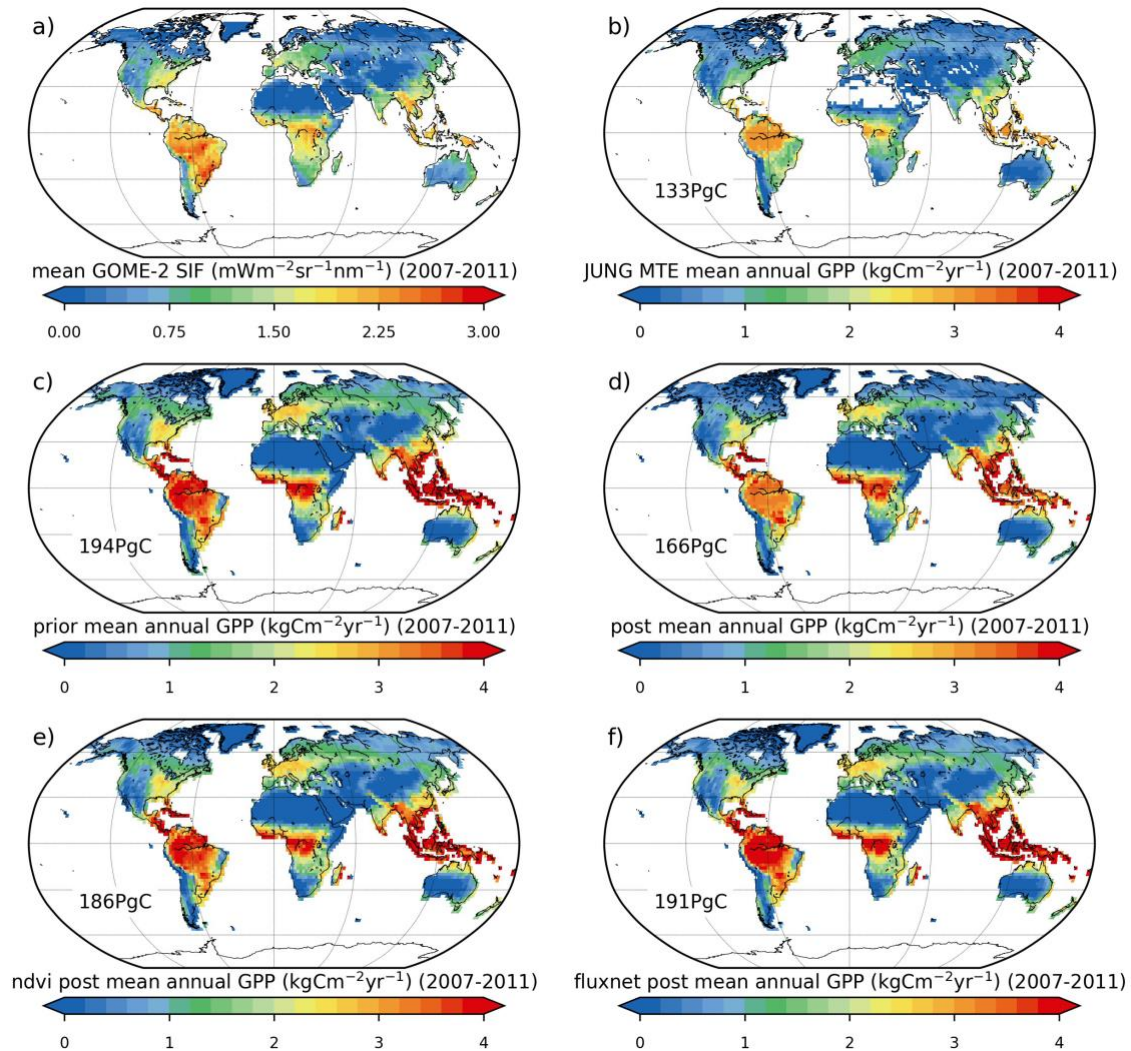 a)
b)
133PgC
mean GOME-2 SIF (mWm⁻²sr⁻¹nm⁻¹) (2007-2011)
JUNG MTE mean annual GPP (kgCm⁻²yr⁻¹) (2007-2011)
0.00 0.75 1.50 2.25 3.00
0 1 2 3 4
c)
d)
194PgC
166PgC
prior mean annual GPP (kgCm⁻²yr⁻¹) (2007-2011)
post mean annual GPP (kgCm⁻²yr⁻¹) (2007-2011)
0 1 2 3 4
0 1 2 3 4
e)
f)
186PgC
191PgC
ndvi post mean annual GPP (kgCm⁻²yr⁻¹) (2007-2011)
fluxnet post mean annual GPP (kgCm⁻²yr⁻¹) (2007-2011)
0 1 2 3 4
0 1 2 3 4